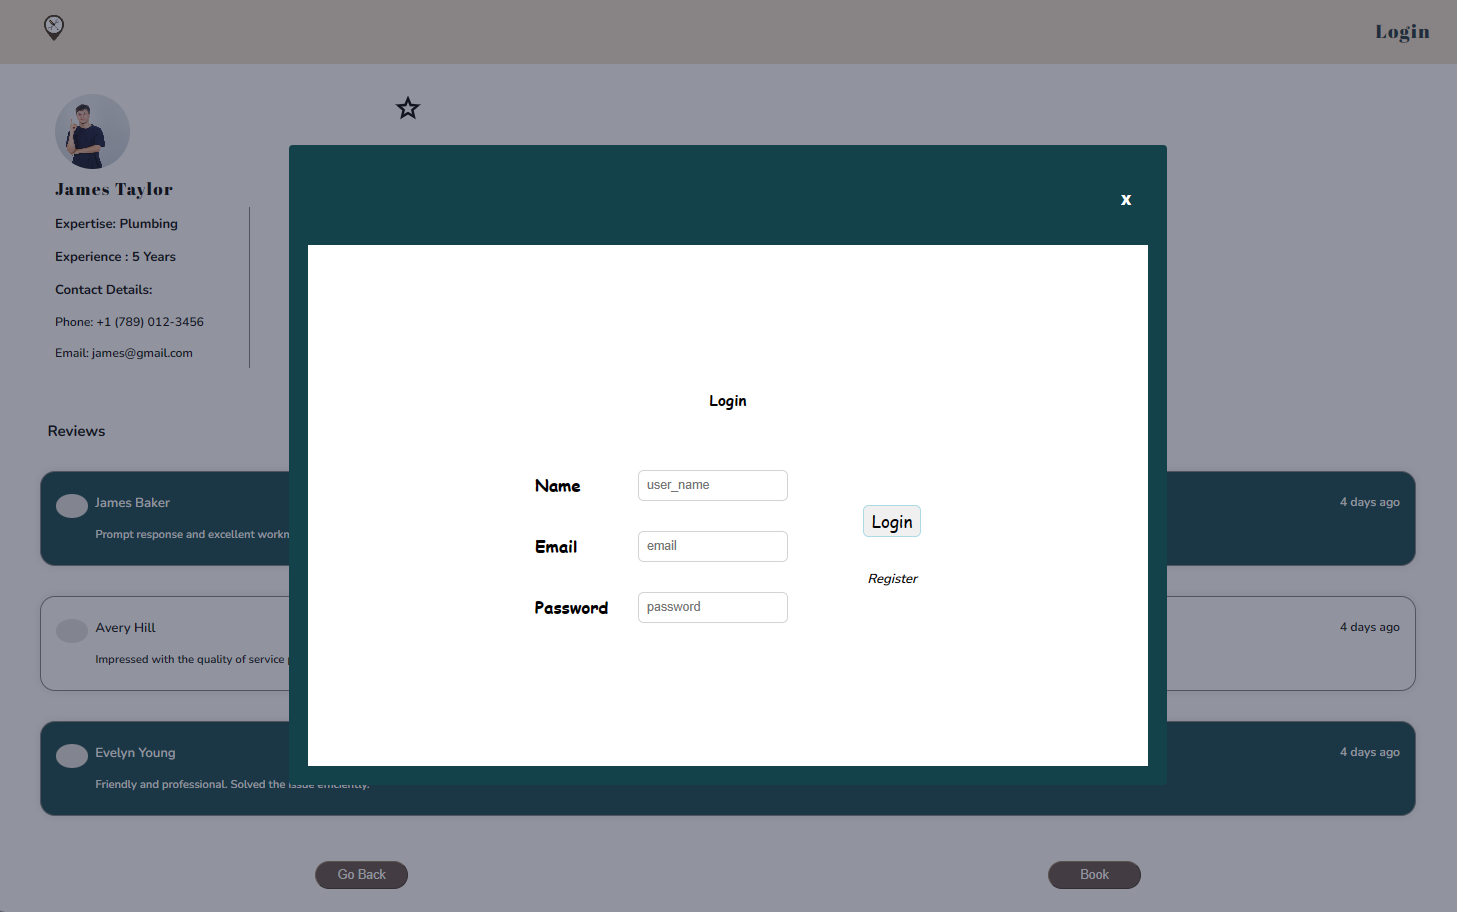 Login
James Taylor
Expertise: Plumbing
Experience : 5 Years
Contact Details:
Phone: +1 (789) 012-3456
Email: james@gmail.com
x
Login
Name
user_name
Email
email
Password
password
Login
Register
Reviews
James Baker
4 days ago
Prompt response and excellent
Avery Hill
4 days ago
Impressed with the quality of service
Evelyn Young
4 days ago
Friendly and professional. Solved the issue efficiently.
Go Back
Book